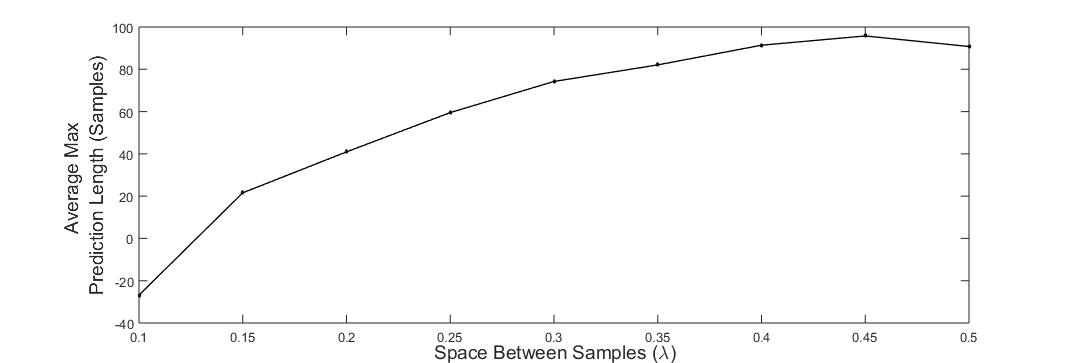 100
80
60
40
20
0
-20
-40
Average Max
Prediction Length (Samples)
0.1 0.15 0.2 0.25 0.3 0.35 0.4 0.45 0.5
Space Between Samples (λ)